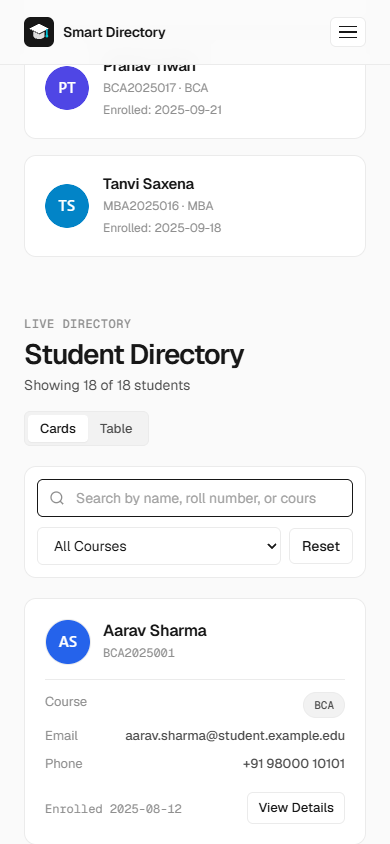 Smart Directory
PT
Pranav Tiwari
BCA2025017 · BCA
Enrolled: 2025-09-21
TS
Tanvi Saxena
MBA2025016 · MBA
Enrolled: 2025-09-18
LIVE DIRECTORY
Student Directory
Showing 18 of 18 students
Cards Table
Search by name, roll number, or cours
All Courses Reset
AS
Aarav Sharma
BCA2025001
Course BCA
Email aarav.sharma@student.example.edu
Phone +91 98000 10101
Enrolled 2025-08-12 View Details